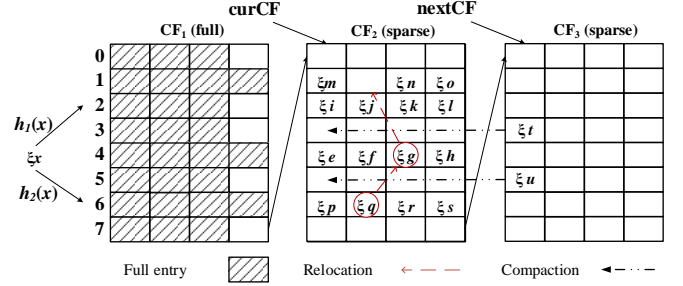 curCF nextCF
CF₁ (full) CF₂ (sparse) CF₃ (sparse)
0
1 ξm ξn ξo
2 ξi ξj ξk ξl
h₁(x) 3 ξt
ξx 4 ξe ξf ξg ξh
h₂(x) 5 ξu
6 ξp ξq ξr ξs
7
Full entry Relocation Compaction